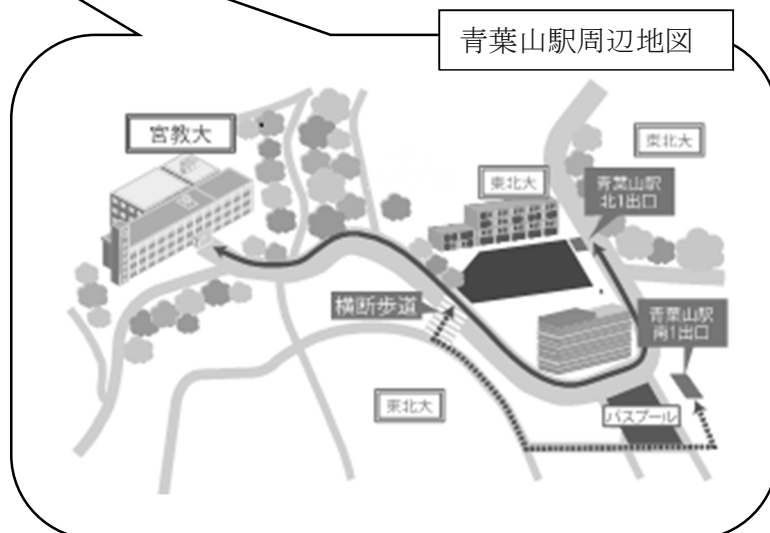 青葉山駅周辺地図
宮教大
東北大
東北大
青葉山駅
北1出口
横断歩道
青葉山駅
南1出口
東北大
バスプール